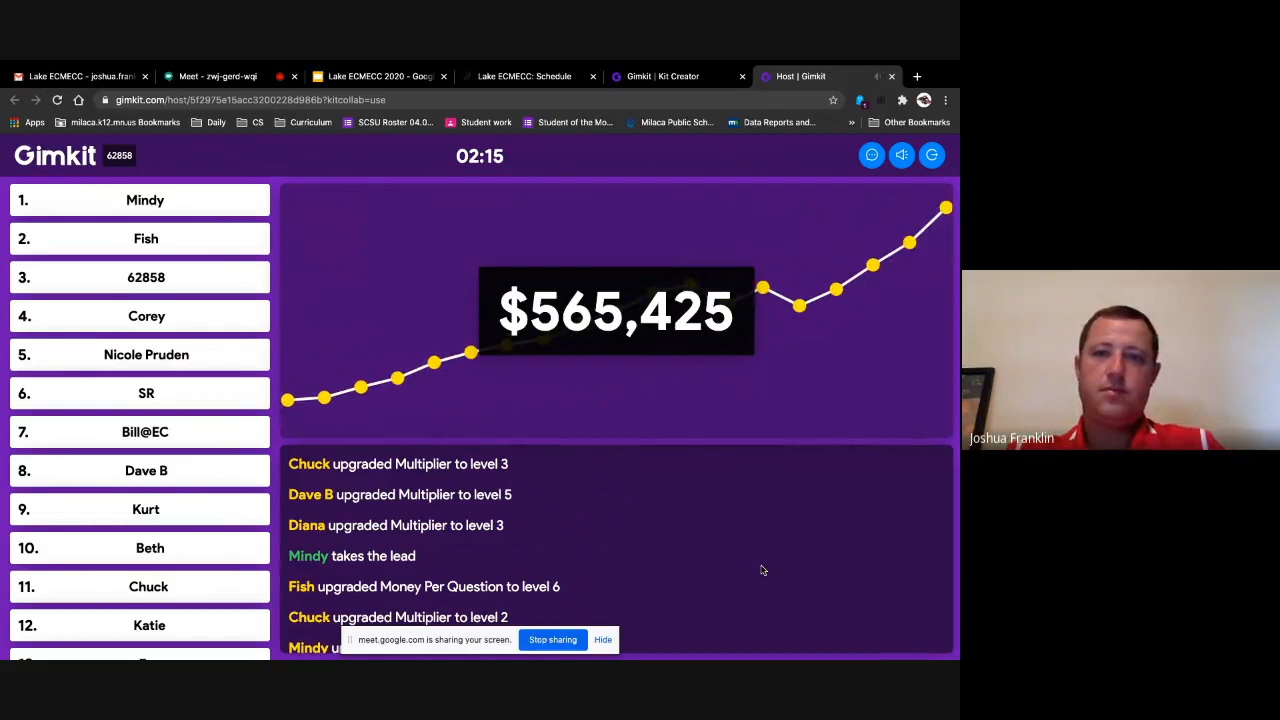 Lake ECMECC - joshua.fran
Meet - zwj-gerd-wqi
Lake ECMECC 2020 - Goog
Lake ECMECC: Schedule
Gimkit | Kit Creator
Host | Gimkit
gimkit.com/host/5f2975e15acc3200228d986b?kitcollab=use
Apps
milaca.k12.mn.us Bookmarks
Daily
CS
Curriculum
SCSU Roster 04.0...
Student work
Student of the Mo...
Milaca Public Sch...
Data Reports and...
»
Other Bookmarks
Gimkit
62858
02:15
1. Mindy
2. Fish
3. 62858
4. Corey
5. Nicole Pruden
6. SR
7. Bill@EC
8. Dave B
9. Kurt
10. Beth
11. Chuck
12. Katie
$565,425
Chuck upgraded Multiplier to level 3
Dave B upgraded Multiplier to level 5
Diana upgraded Multiplier to level 3
Mindy takes the lead
Fish upgraded Money Per Question to level 6
Chuck upgraded Multiplier to level 2
Mindy
meet.google.com is sharing your screen.
Stop sharing
Hide
Joshua Franklin